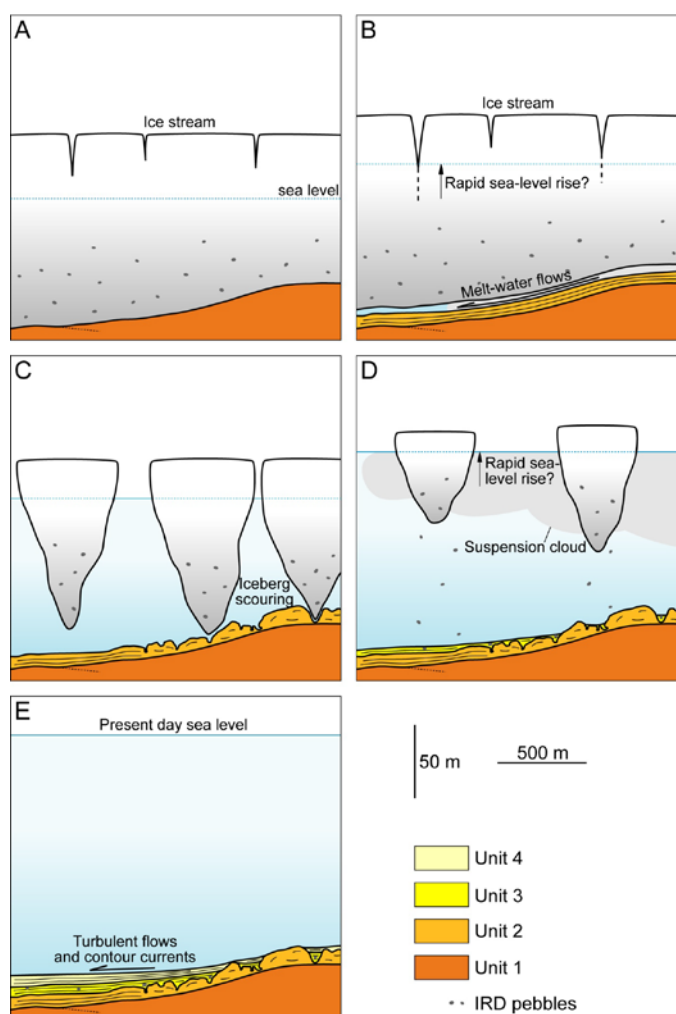 A
Ice stream
sea level
B
Ice stream
Rapid sea-level rise?
Melt-water flows
C
Iceberg
scouring
D
Rapid sea-
level rise?
Suspension cloud
E
Present day sea level
Turbulent flows
and contour currents
50 m
500 m
Unit 4
Unit 3
Unit 2
Unit 1
IRD pebbles